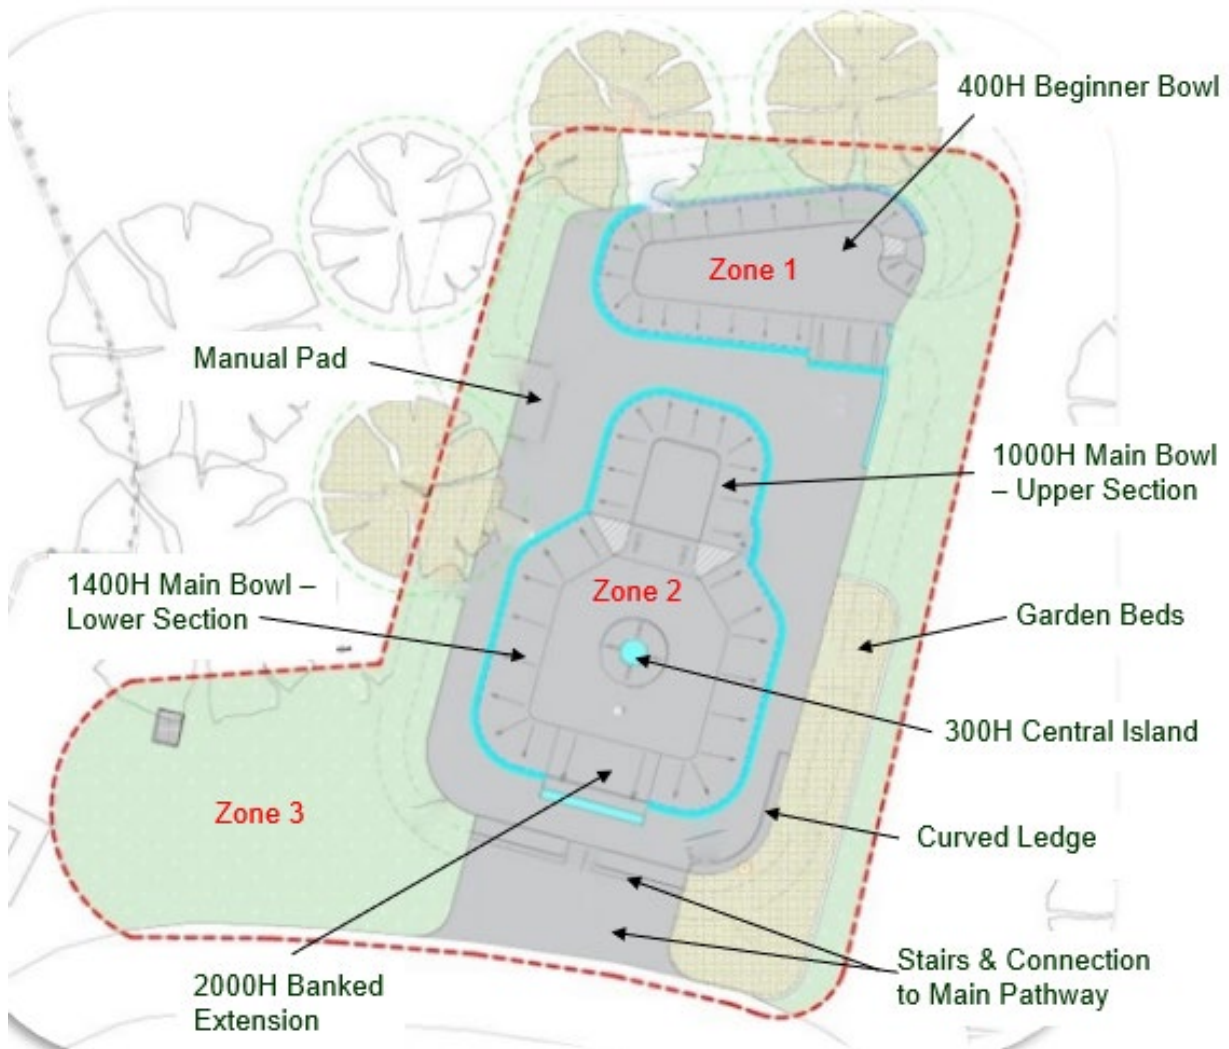 400H Beginner Bowl
Zone 1
Manual Pad
1000H Main Bowl
– Upper Section
1400H Main Bowl –
Lower Section
Zone 2
Garden Beds
300H Central Island
Zone 3
Curved Ledge
2000H Banked
Extension
Stairs & Connection
to Main Pathway